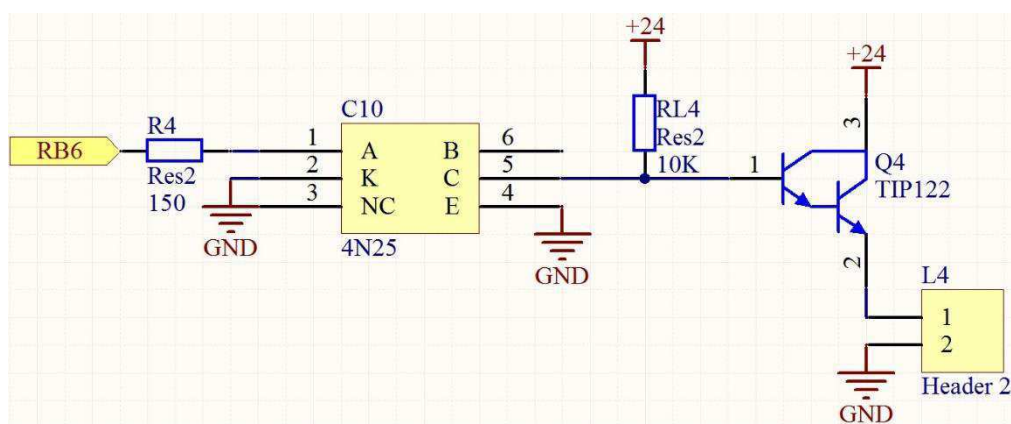 +24
+24
C10
RL4
R4
1
6
3
RB6
A
B
Res2
Q4
2
5
10K
1
Res2
K
C
TIP122
150
3
4
NC
E
GND
4N25
GND
2
L4
1
2
Header 2
GND